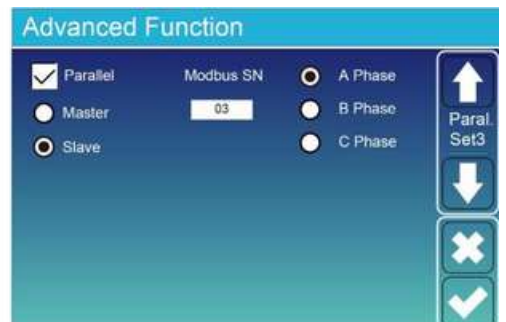 Advanced Function
Parallel Modbus SN A Phase
Master 03 B Phase
Slave C Phase
Paral.
Set3